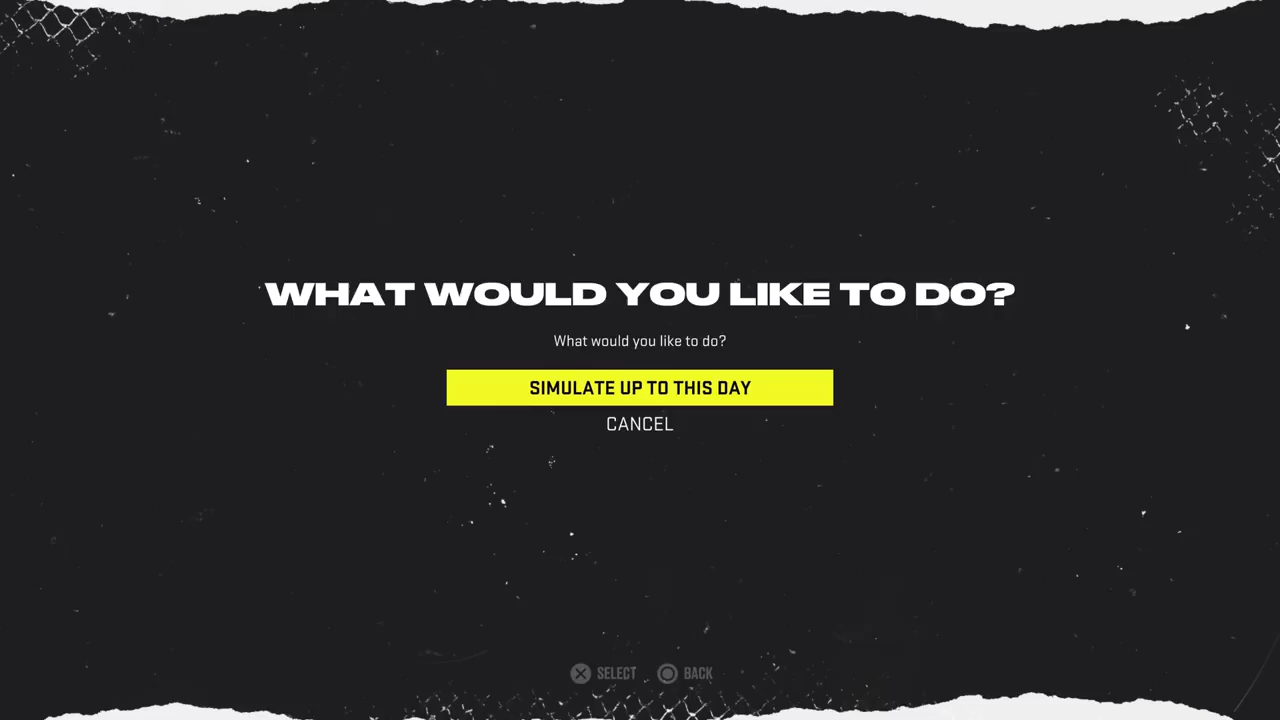 WHAT WOULD YOU LIKE TO DO?
What would you like to do?
SIMULATE UP TO THIS DAY
CANCEL
SELECT BACK